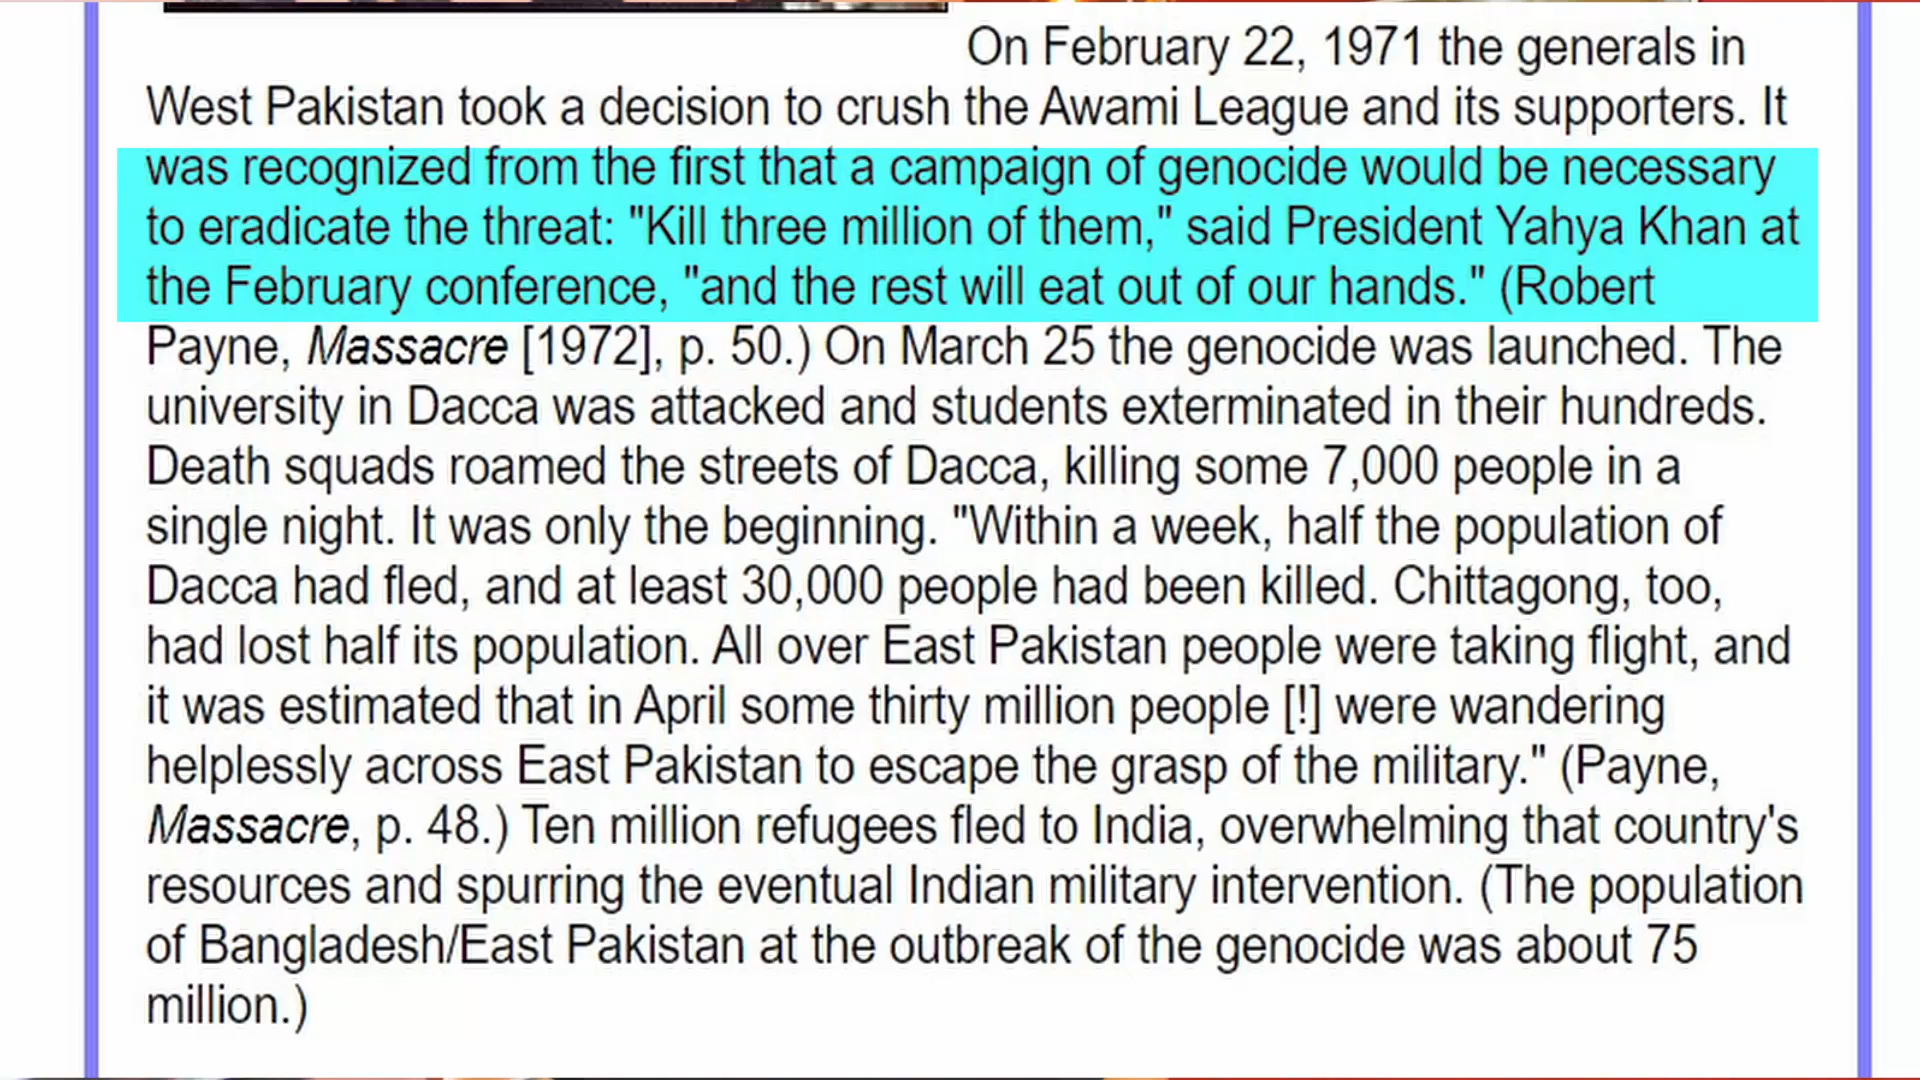 On February 22, 1971 the generals in
West Pakistan took a decision to crush the Awami League and its supporters. It
was recognized from the first that a campaign of genocide would be necessary
to eradicate the threat: "Kill three million of them," said President Yahya Khan at
the February conference, "and the rest will eat out of our hands." (Robert
Payne, Massacre [1972], p. 50.) On March 25 the genocide was launched. The
university in Dacca was attacked and students exterminated in their hundreds.
Death squads roamed the streets of Dacca, killing some 7,000 people in a
single night. It was only the beginning. "Within a week, half the population of
Dacca had fled, and at least 30,000 people had been killed. Chittagong, too,
had lost half its population. All over East Pakistan people were taking flight, and
it was estimated that in April some thirty million people [!] were wandering
helplessly across East Pakistan to escape the grasp of the military." (Payne,
Massacre, p. 48.) Ten million refugees fled to India, overwhelming that country's
resources and spurring the eventual Indian military intervention. (The population
of Bangladesh/East Pakistan at the outbreak of the genocide was about 75
million.)